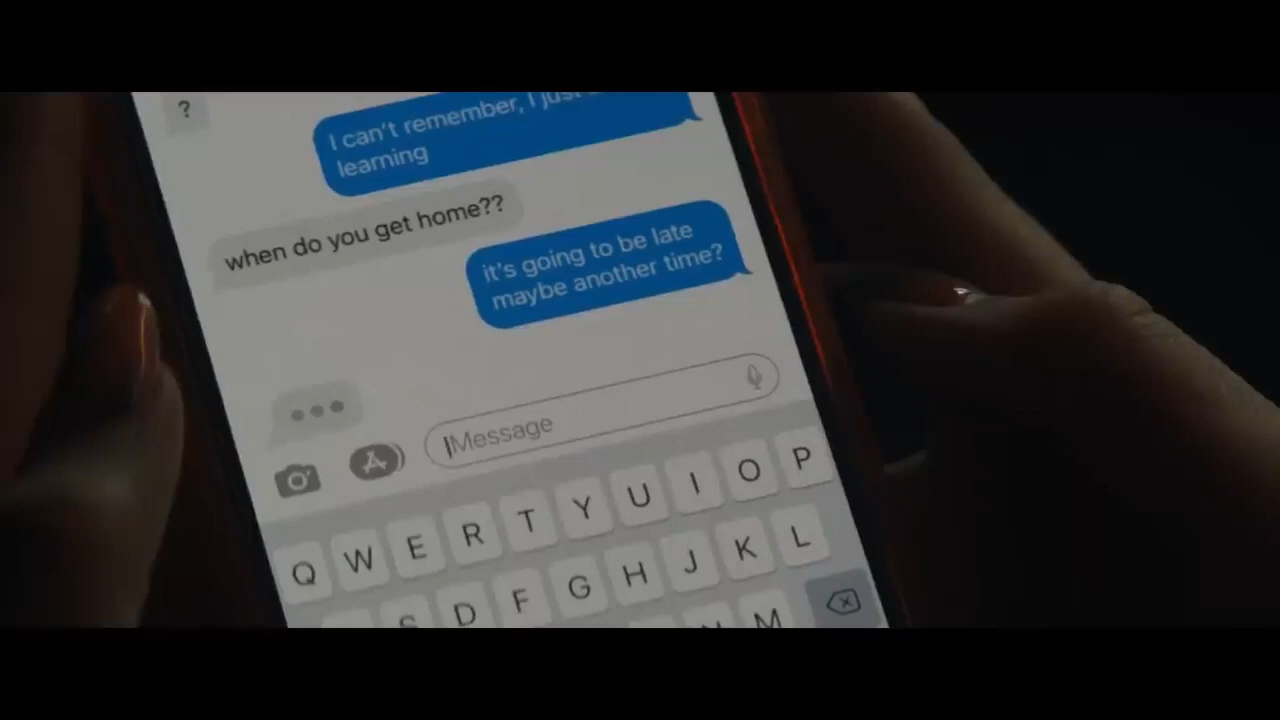 ?
I can't remember, I just
learning
when do you get home??
it's going to be late
maybe another time?
Message
Q W E R T Y U I O P
S D F G H J K L
N M